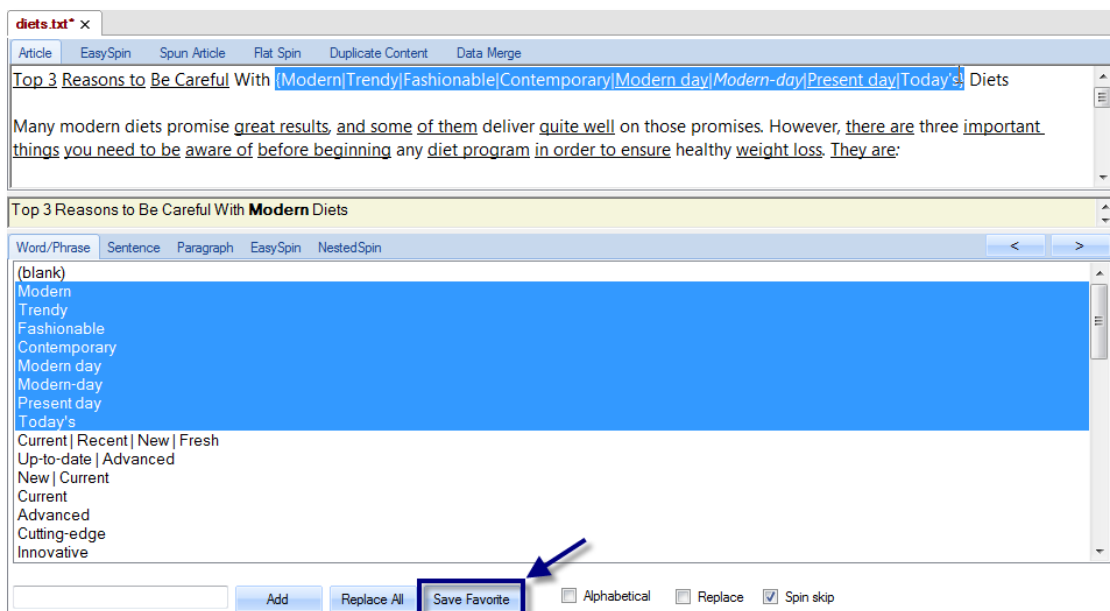 diets.txt* ×
Article EasySpin Spun Article Flat Spin Duplicate Content Data Merge
Top 3 Reasons to Be Careful With {Modern|Trendy|Fashionable|Contemporary|Modern day|Modern-day|Present day|Today's} Diets
Many modern diets promise great results, and some of them deliver quite well on those promises. However, there are three important
things you need to be aware of before beginning any diet program in order to ensure healthy weight loss. They are:
Top 3 Reasons to Be Careful With Modern Diets
Word/Phrase Sentence Paragraph EasySpin NestedSpin < >
(blank)
Modern
Trendy
Fashionable
Contemporary
Modern day
Modern-day
Present day
Today's
Current | Recent | New | Fresh
Up-to-date | Advanced
New | Current
Current
Advanced
Cutting-edge
Innovative
Add Replace All Save Favorite Alphabetical Replace Spin skip